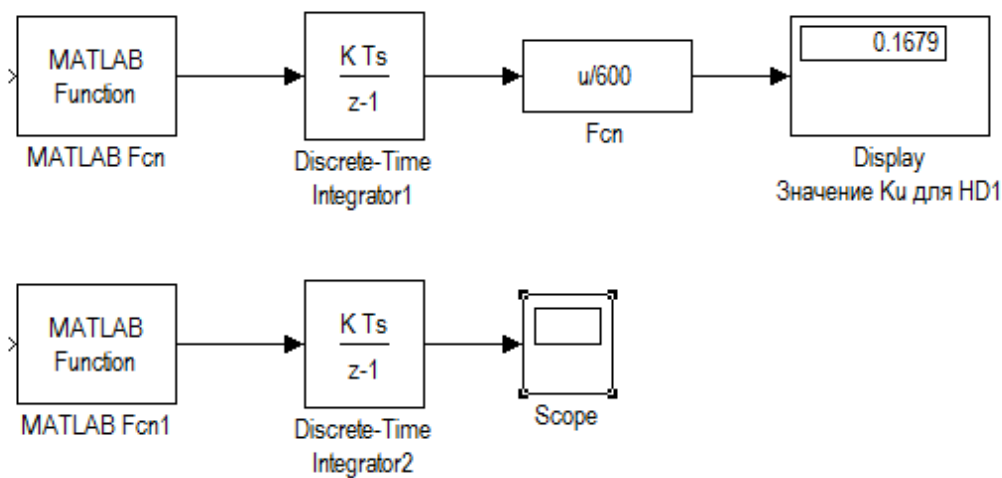 MATLAB
Function
MATLAB Fcn
K Ts
z-1
Discrete-Time
Integrator1
u/600
Fcn
0.1679
Display
Значение Ku для HD1
MATLAB
Function
MATLAB Fcn1
K Ts
z-1
Discrete-Time
Integrator2
Scope